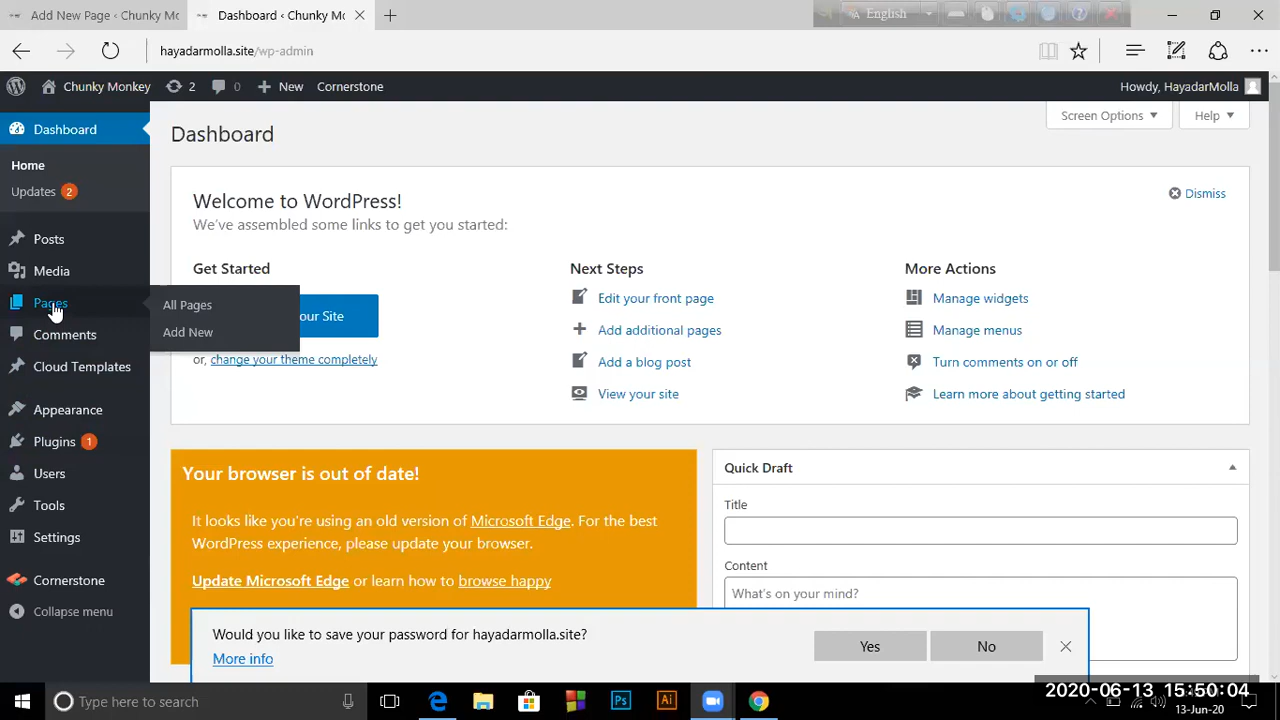 Add New Page ‹ Chunky Mo
Dashboard ‹ Chunky Mo
English
hayadarmolla.site/wp-admin
Chunky Monkey
2
0
New
Cornerstone
Howdy, HayadarMolla
Dashboard
Home
Updates 2
Posts
Media
Pages
All Pages
Add New
Comments
Cloud Templates
Appearance
Plugins 1
Users
Tools
Settings
Cornerstone
Collapse menu
Dashboard
Screen Options
Help
Welcome to WordPress!
We've assembled some links to get you started:
Dismiss
Get Started
our Site
or, change your theme completely
Next Steps
Edit your front page
Add additional pages
Add a blog post
View your site
More Actions
Manage widgets
Manage menus
Turn comments on or off
Learn more about getting started
Your browser is out of date!
It looks like you're using an old version of Microsoft Edge. For the best
WordPress experience, please update your browser.
Update Microsoft Edge or learn how to browse happy
Quick Draft
Title
Content
What's on your mind?
Would you like to save your password for hayadarmolla.site?
More info
Yes
No
Type here to search
Ps
Ai
2020-06-13 15:50:04
13-Jun-20